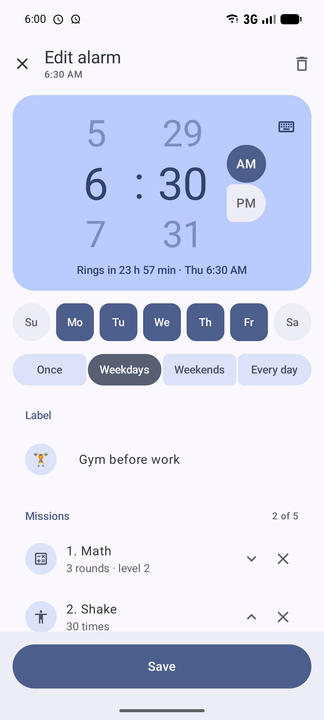 6:00
3G
Edit alarm
6:30 AM
5 29
6 : 30
7 31
AM
PM
Rings in 23 h 57 min · Thu 6:30 AM
Su Mo Tu We Th Fr Sa
Once Weekdays Weekends Every day
Label
Gym before work
Missions 2 of 5
1. Math
3 rounds · level 2
2. Shake
30 times
Save